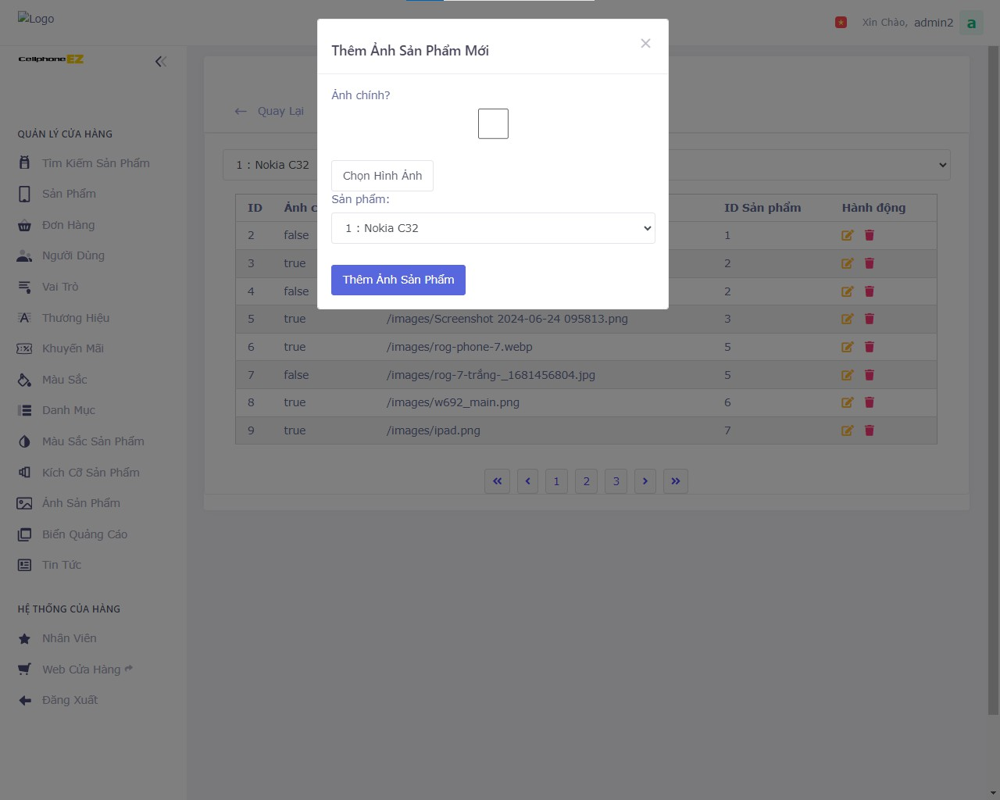 Logo
Xin Chào, admin2 a
CellphoneEZ
Thêm Ảnh Sản Phẩm Mới
×
Ảnh chính?
Chọn Hình Ảnh
Sản phẩm:
1 : Nokia C32
Thêm Ảnh Sản Phẩm
Quay Lại
1 : Nokia C32
QUẢN LÝ CỬA HÀNG
Tìm Kiếm Sản Phẩm
Sản Phẩm
Đơn Hàng
Người Dùng
Vai Trò
Thương Hiệu
Khuyến Mãi
Màu Sắc
Danh Mục
Màu Sắc Sản Phẩm
Kích Cỡ Sản Phẩm
Ảnh Sản Phẩm
Biển Quảng Cáo
Tin Tức
HỆ THỐNG CỦA HÀNG
Nhân Viên
Web Cửa Hàng
Đăng Xuất
ID Ảnh c ID Sản phẩm Hành động
2 false 1
3 true 2
4 false 2
5 true /images/Screenshot 2024-06-24 095813.png 3
6 true /images/rog-phone-7.webp 5
7 false /images/rog-7-trắng-_1681456804.jpg 5
8 true /images/w692_main.png 6
9 true /images/ipad.png 7
1 2 3